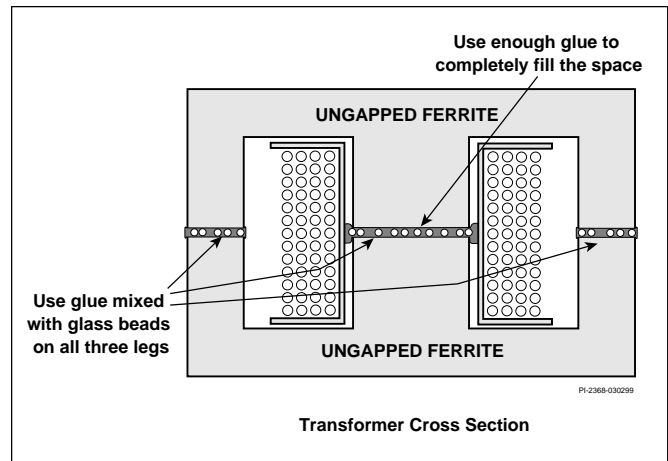 Use enough glue to
completely fill the space
UNGAPPED FERRITE
Use glue mixed
with glass beads
on all three legs
UNGAPPED FERRITE
PI-2368-030299
Transformer Cross Section